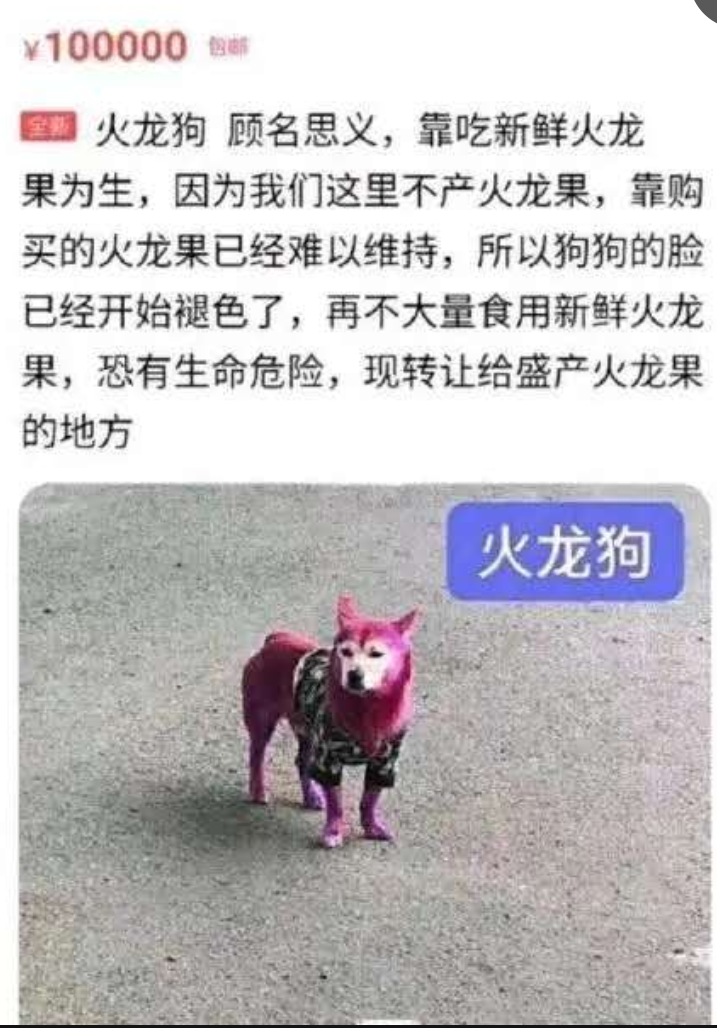 ¥100000 包邮
全新 火龙狗 顾名思义，靠吃新鲜火龙
果为生，因为我们这里不产火龙果，靠购
买的火龙果已经难以维持，所以狗狗的脸
已经开始褪色了，再不大量食用新鲜火龙
果，恐有生命危险，现转让给盛产火龙果
的地方
火龙狗